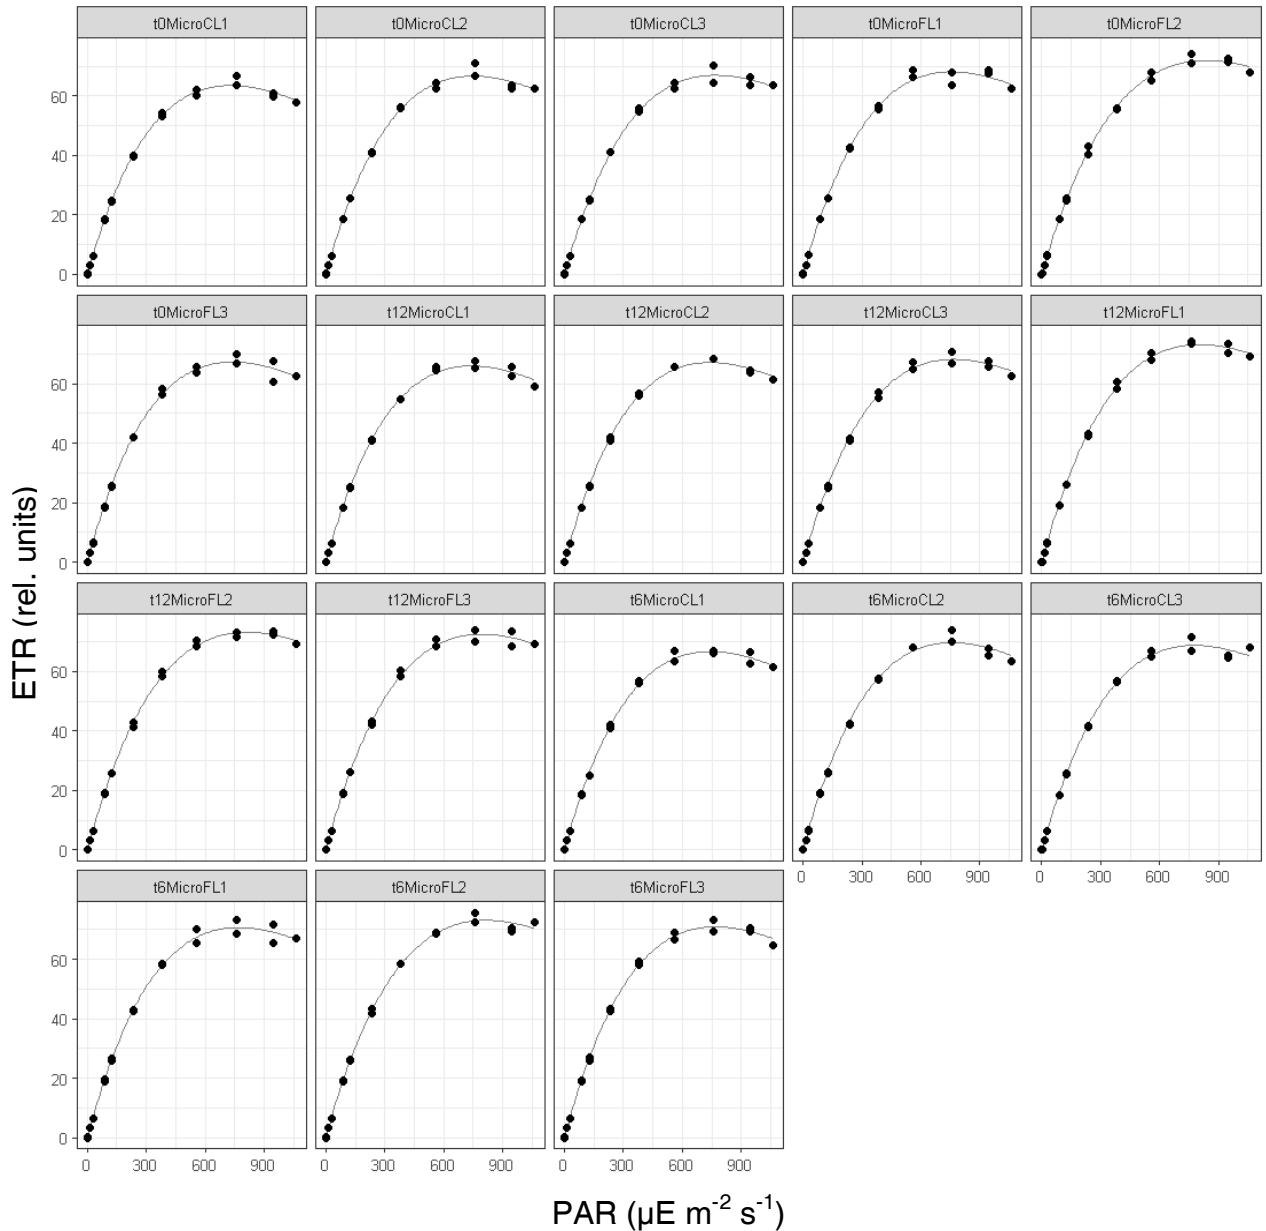 t0MicroCL1 t0MicroCL2 t0MicroCL3 t0MicroFL1 t0MicroFL2
60
40
20
0
t0MicroFL3 t12MicroCL1 t12MicroCL2 t12MicroCL3 t12MicroFL1
60
40
20
0
ETR (rel. units)
t12MicroFL2 t12MicroFL3 t6MicroCL1 t6MicroCL2 t6MicroCL3
60
40
20
0
0 300 600 900 0 300 600 900
t6MicroFL1 t6MicroFL2 t6MicroFL3
60
40
20
0
0 300 600 900 0 300 600 900 0 300 600 900
PAR (µE m⁻² s⁻¹)